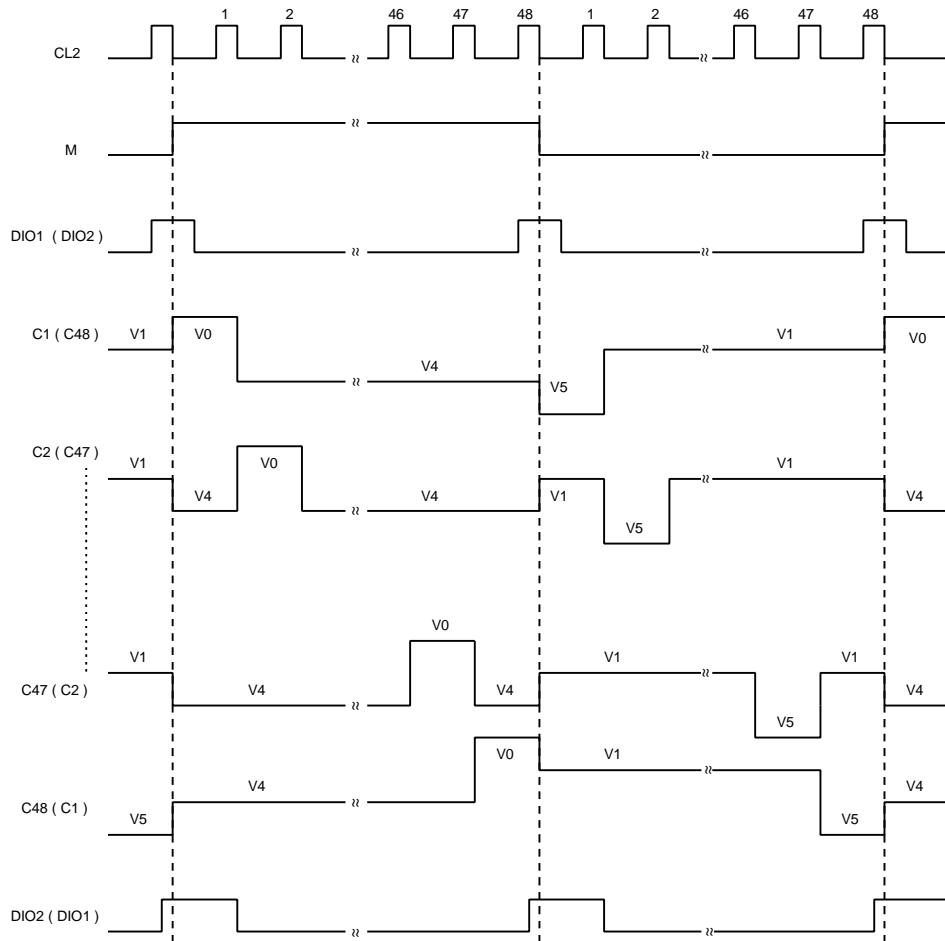 1 2 46 47 48 1 2 46 47 48
CL2
M
DIO1 ( DIO2 )
C1 ( C48 ) V1 V0 V4 V5 V1 V0
C2 ( C47 )
V1 V0 V1
V4 V4 V1 V4
V5
V0
V1 V1 V1
C47 ( C2 ) V4 V4 V5 V4
V0 V1
C48 ( C1 ) V4 V4
V5 V5
DIO2 ( DIO1 )